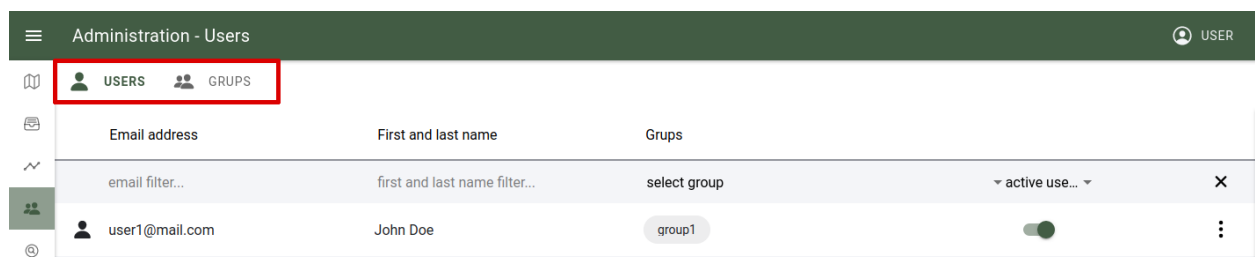 Administration - Users USER
USERS GRUPS
Email address First and last name Grups
email filter... first and last name filter... select group active use...
user1@mail.com John Doe group1